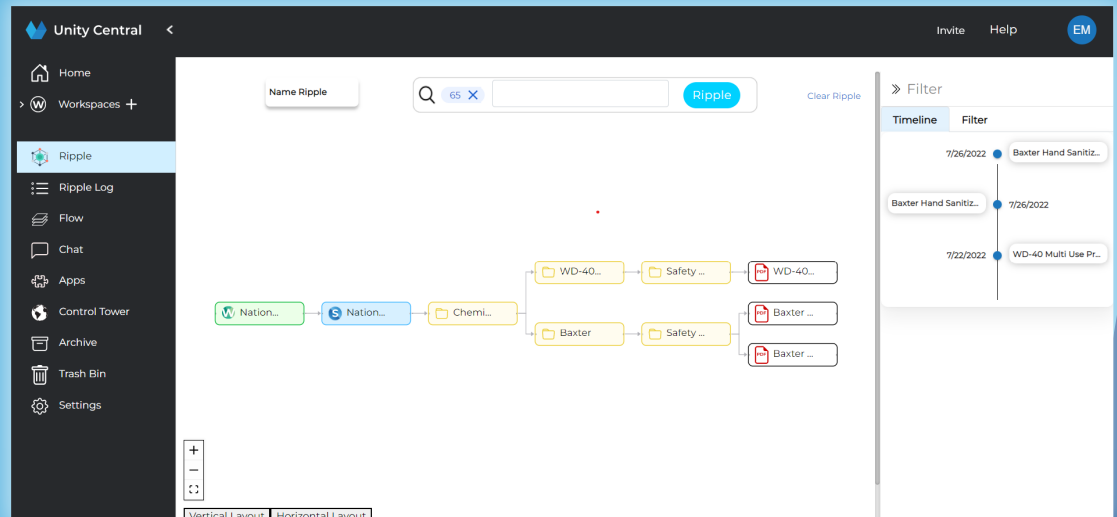 Unity Central
Invite
Help
EM
Home
Workspaces
Ripple
Ripple Log
Flow
Chat
Apps
Control Tower
Archive
Trash Bin
Settings
Name Ripple
65
Ripple
Clear Ripple
Nation...
Nation...
Chemi...
WD-40...
Safety ...
WD-40...
Baxter
Safety ...
Baxter ...
Baxter ...
Vertical Layout
Horizontal Layout
Filter
Timeline
Filter
7/26/2022
Baxter Hand Sanitiz...
Baxter Hand Sanitiz...
7/26/2022
7/22/2022
WD-40 Multi Use Pr...